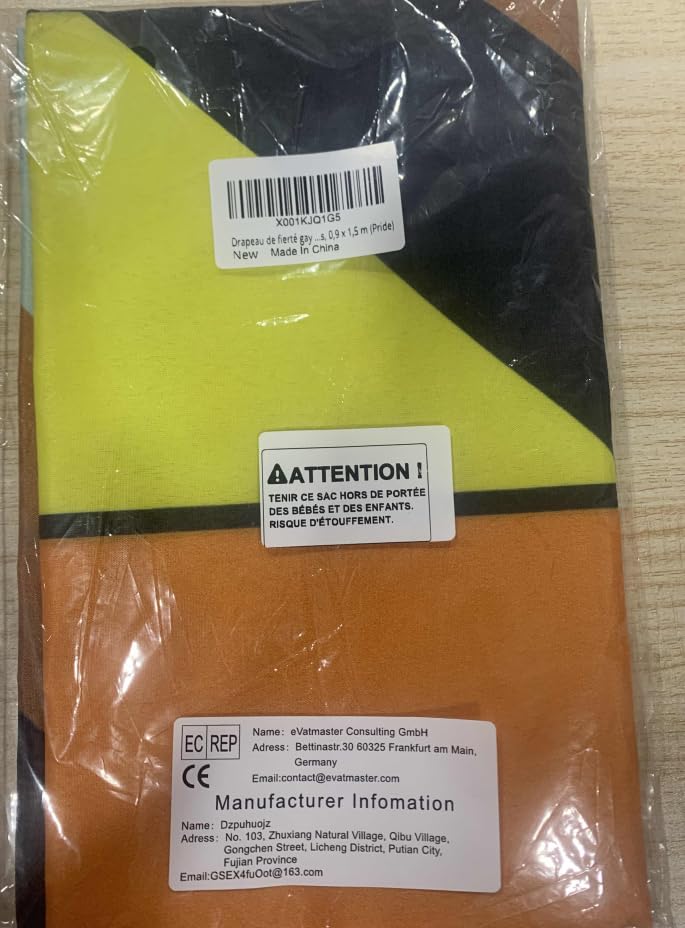 X001KJQ1G5
Drapeau de fierté gay ...s, 0,9 x 1,5 m (Pride)
New Made In China
ATTENTION !
TENIR CE SAC HORS DE PORTÉE
DES BÉBÉS ET DES ENFANTS.
RISQUE D'ÉTOUFFEMENT.
EC REP
Name: eVatmaster Consulting GmbH
Adress: Bettinastr.30 60325 Frankfurt am Main,
Germany
Email:contact@evatmaster.com
CE
Manufacturer Infomation
Name: Dzpuhuojz
Adress: No. 103, Zhuxiang Natural Village, Qibu Village,
Gongchen Street, Licheng District, Putian City,
Fujian Province
Email:GSEX4fuOot@163.com